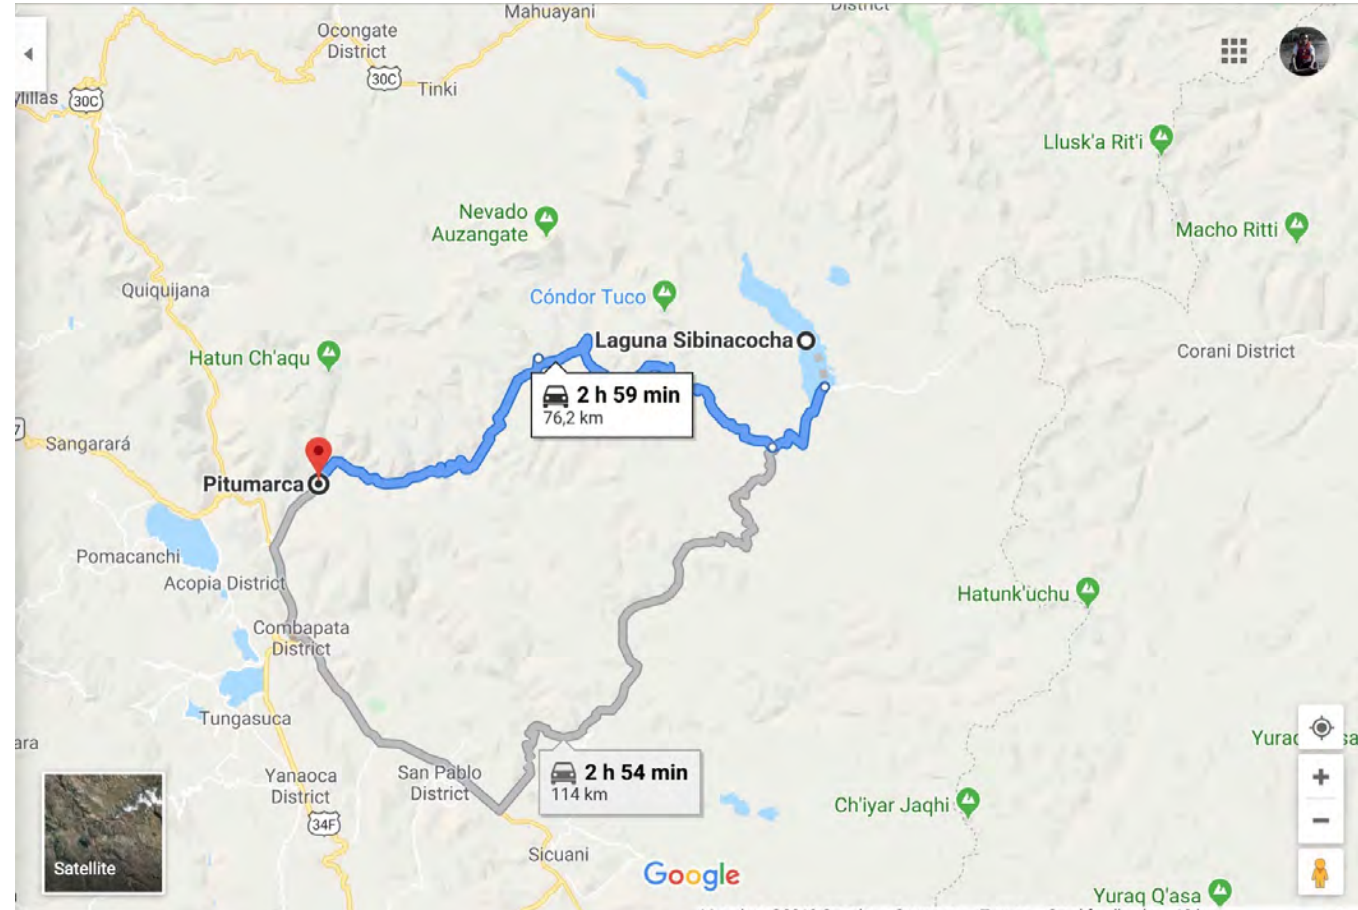 Mahuayani
District
Ocongate
District
30C
Tinki
30C
Llusk'a Rit'i
Nevado
Auzangate
Macho Ritti
Quiquijana
Cóndor Tuco
Laguna Sibinacocha
Hatun Ch'aqu
Corani District
2 h 59 min
76,2 km
Sangarará
Pitumarca
Pomacanchi
Acopia District
Hatunk'uchu
Combapata
District
Tungasuca
Yanaoca
District
San Pablo
District
2 h 54 min
114 km
Ch'iyar Jaqhi
34F
Sicuani
Satellite
Google
Yuraq Q'asa